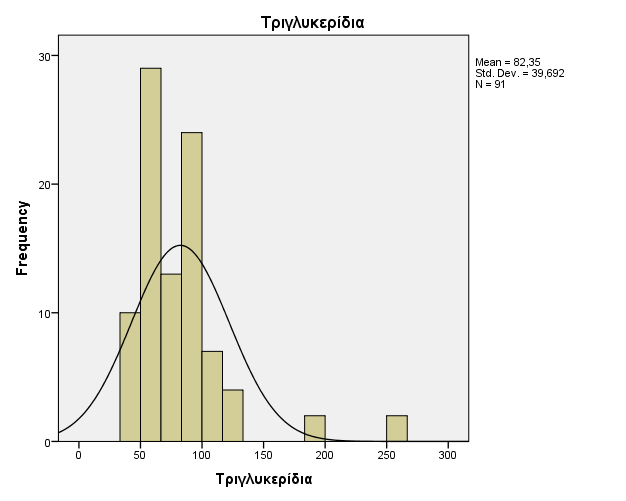 Τριγλυκερίδια
Mean = 82,35
Std. Dev. = 39,692
N = 91
30
20
10
0
Frequency
0 50 100 150 200 250 300
Τριγλυκερίδια